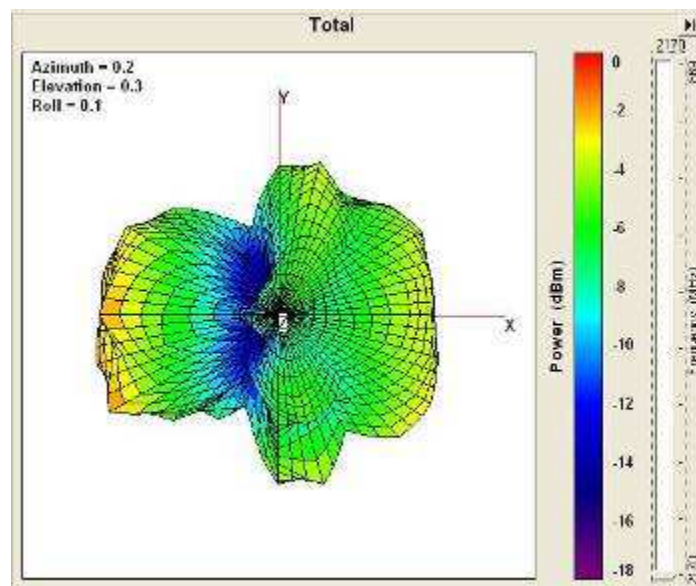 Total
Azimuth = 0.2
Elevation = 0.3
Roll = 0.1
Y
X
Z
Power (dBm)
0
-2
-4
-6
-8
-10
-12
-14
-16
-18
2170